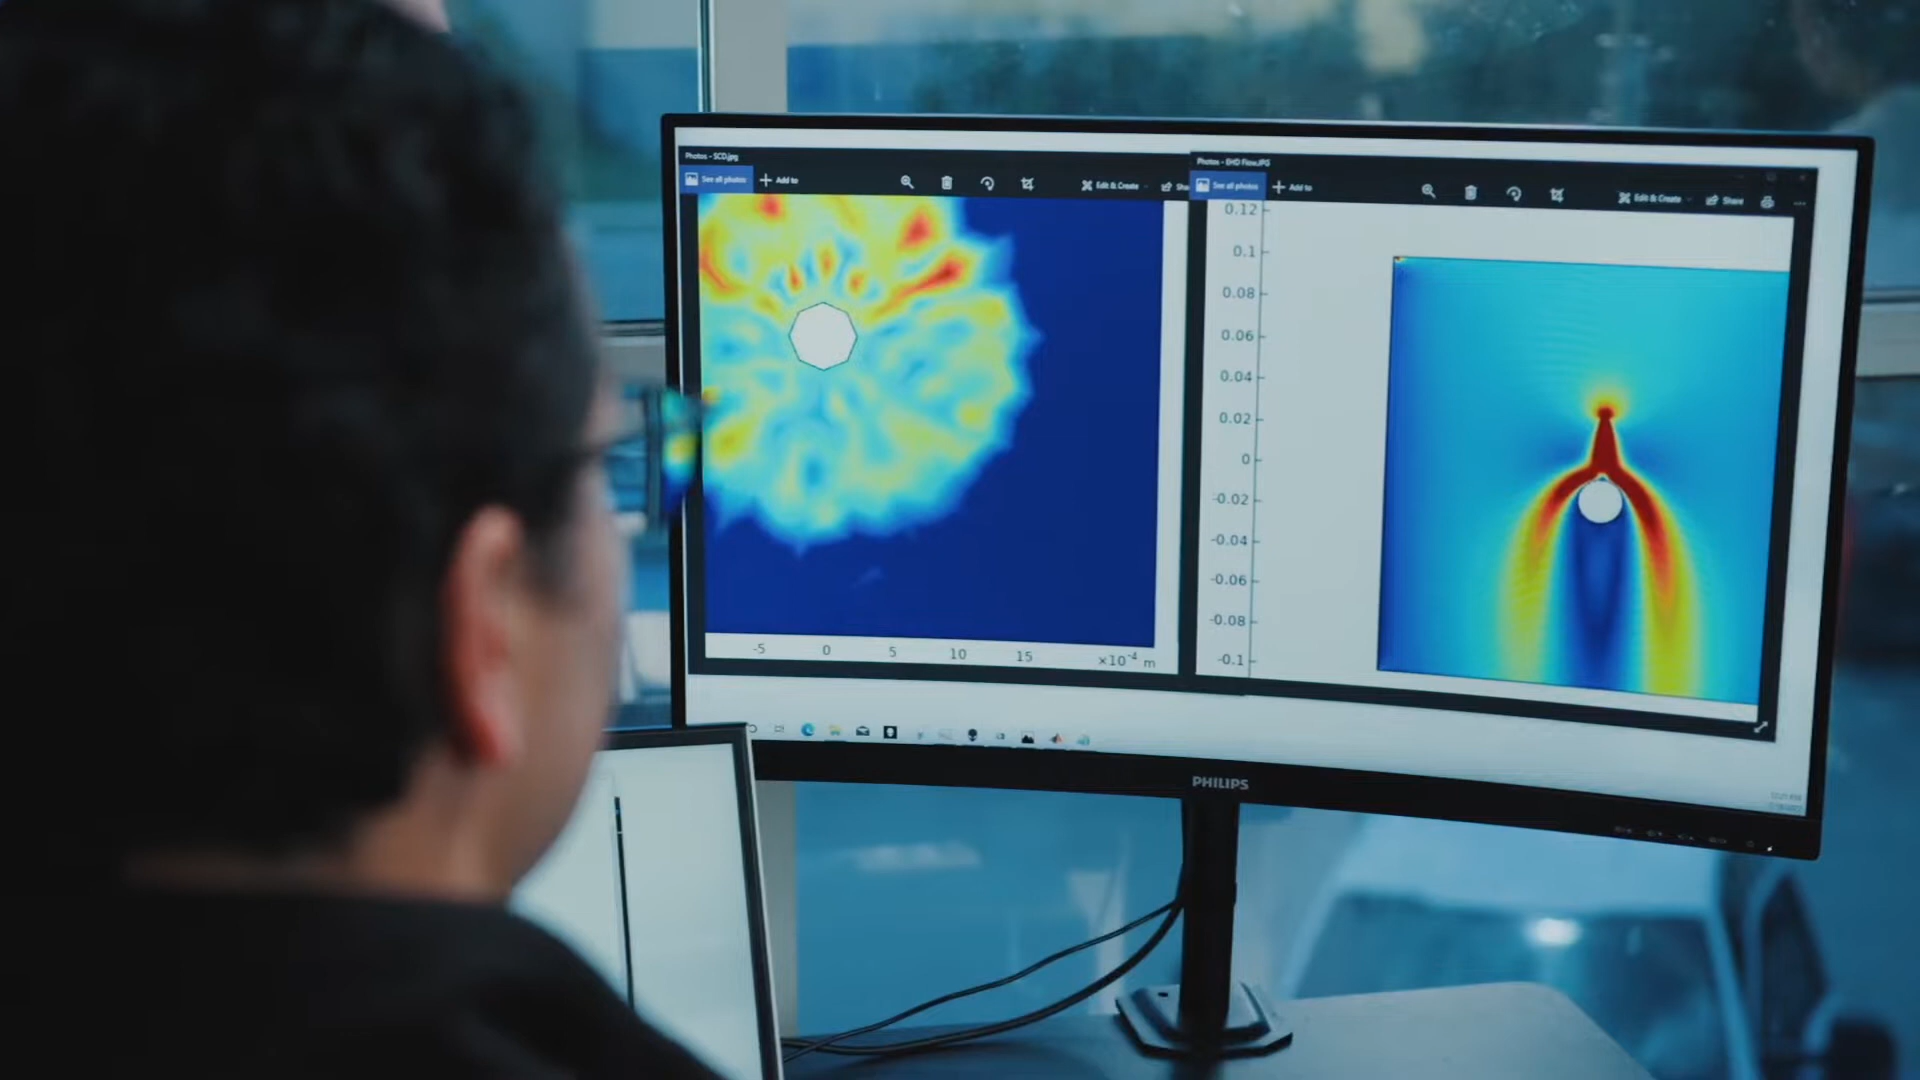 Photos - SCD.jpg
See all photos
Add to
Edit & Create
Photos - EHD Flow.JPG
See all photos
Add to
Edit & Create
Share
0.12
0.1
0.08
0.06
0.04
0.02
0
-0.02
-0.04
-0.06
-0.08
-0.1
-5 0 5 10 15 ×10⁻⁴ m
PHILIPS